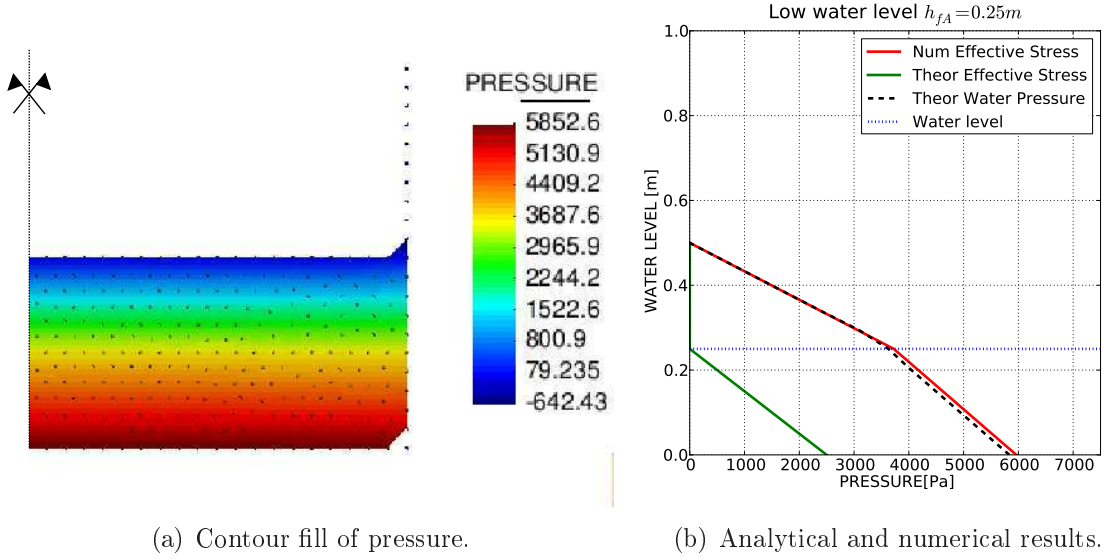 PRESSURE
5852.6
5130.9
4409.2
3687.6
2965.9
2244.2
1522.6
800.9
79.235
-642.43
(a) Contour fill of pressure.
Low water level h_{fA}=0.25m
Num Effective Stress
Theor Effective Stress
Theor Water Pressure
Water level
WATER LEVEL [m]
1.0
0.8
0.6
0.4
0.2
0.0
0 1000 2000 3000 4000 5000 6000 7000
PRESSURE[Pa]
(b) Analytical and numerical results.